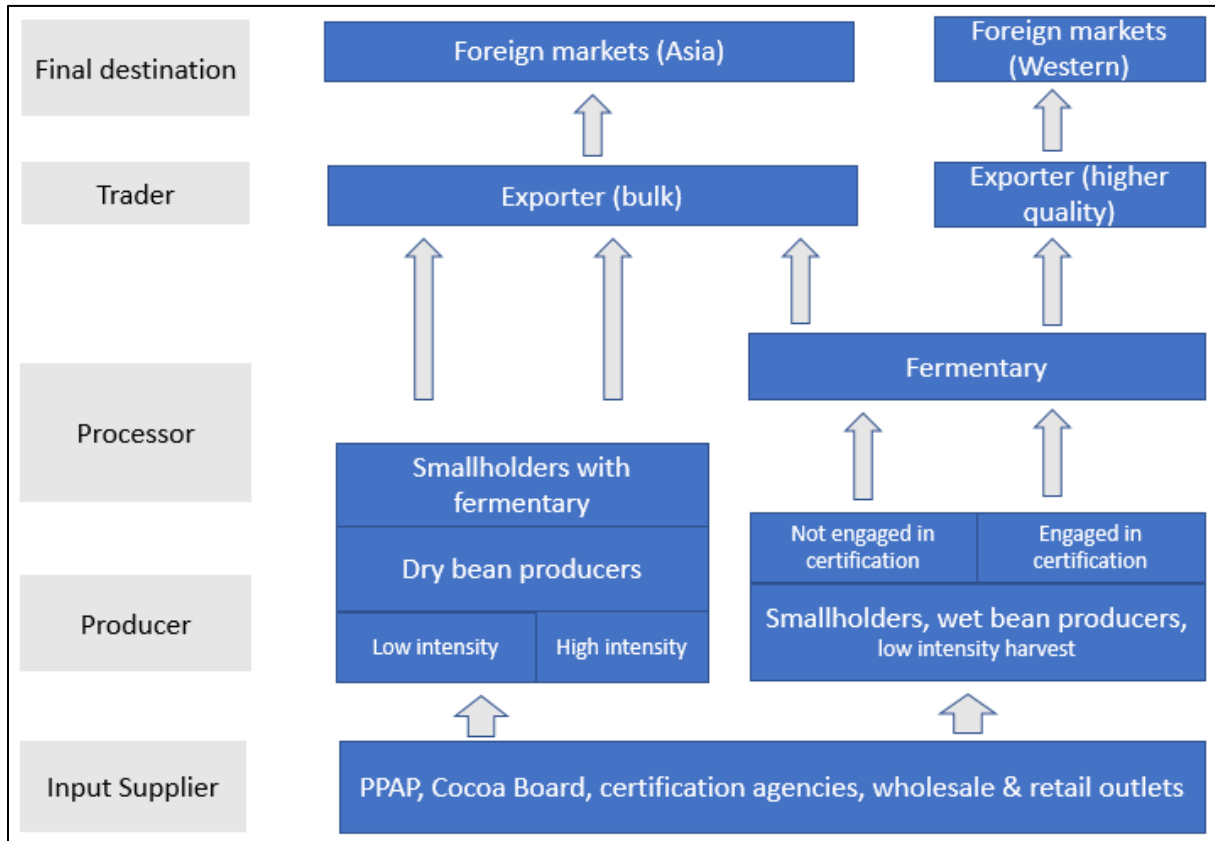 Final destination
Foreign markets (Asia)
Foreign markets
(Western)
Trader
Exporter (bulk)
Exporter (higher
quality)
Processor
Fermentary
Smallholders with
fermentary
Not engaged in
certification
Engaged in
certification
Producer
Dry bean producers
Low intensity
High intensity
Smallholders, wet bean producers,
low intensity harvest
Input Supplier
PPAP, Cocoa Board, certification agencies, wholesale & retail outlets